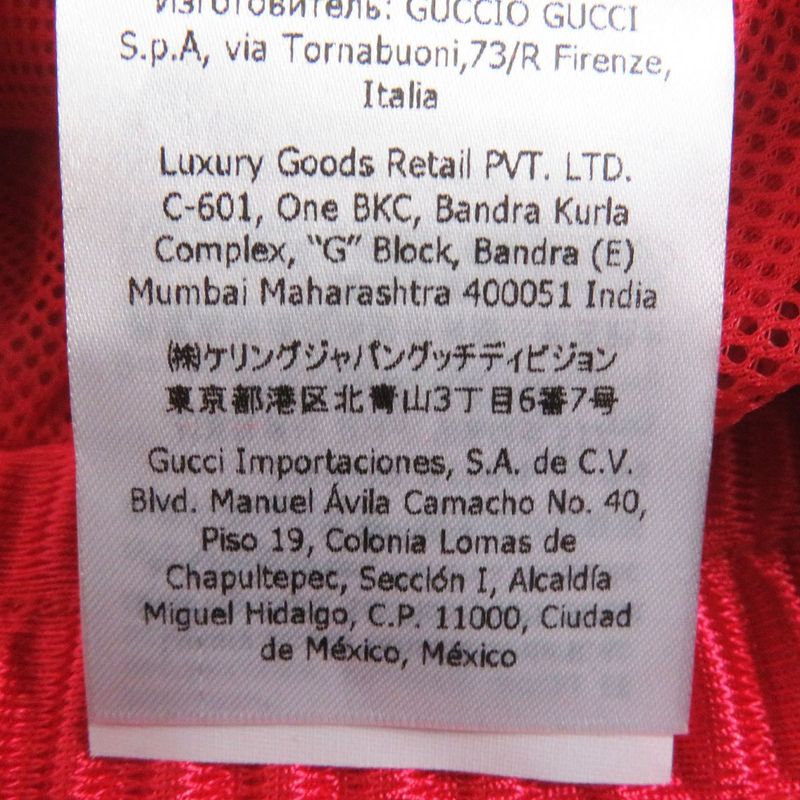 Изготовитель: GUCCIO GUCCI
S.p.A, via Tornabuoni,73/R Firenze,
Italia
Luxury Goods Retail PVT. LTD.
C-601, One BKC, Bandra Kurla
Complex, "G" Block, Bandra (E)
Mumbai Maharashtra 400051 India
㈱ケリングジャパングッチディビジョン
東京都港区北青山3丁目6番7号
Gucci Importaciones, S.A. de C.V.
Blvd. Manuel Ávila Camacho No. 40,
Piso 19, Colonia Lomas de
Chapultepec, Sección I, Alcaldía
Miguel Hidalgo, C.P. 11000, Ciudad
de México, México